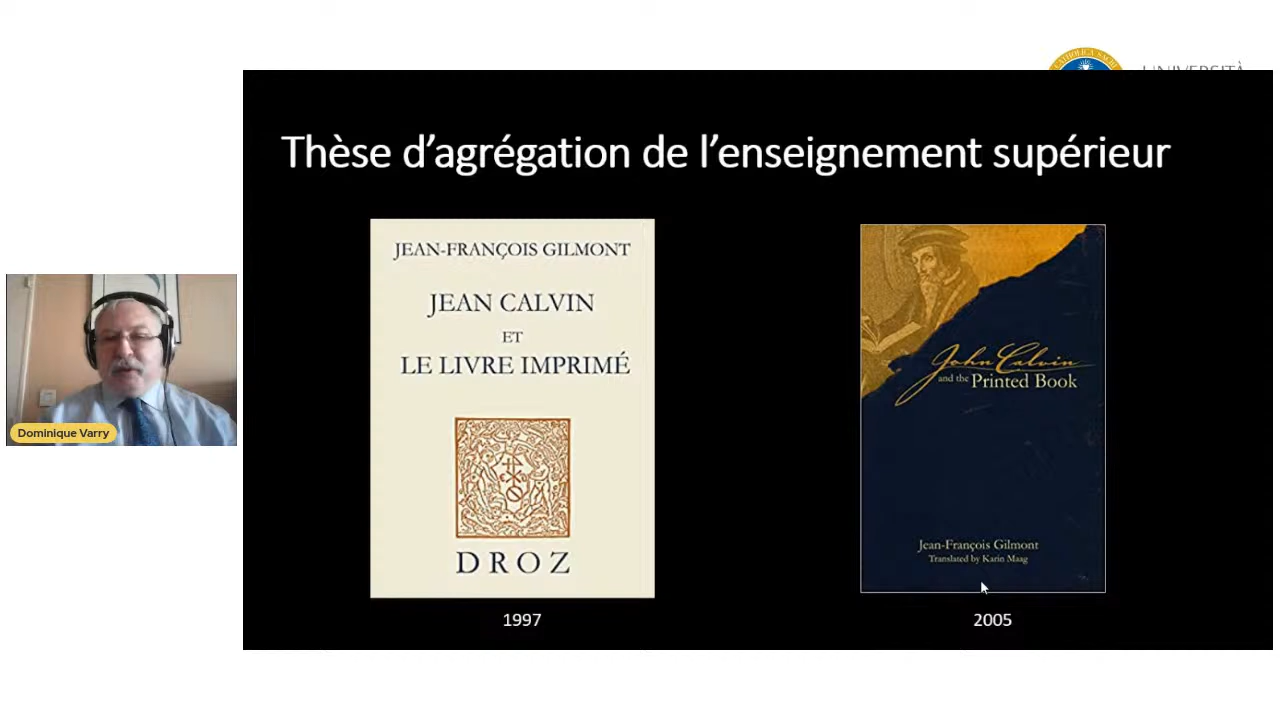 Thèse d’agrégation de l’enseignement supérieur
JEAN-FRANÇOIS GILMONT
JEAN CALVIN
ET
LE LIVRE IMPRIMÉ
DROZ
1997
John Calvin
and the Printed Book
Jean-François Gilmont
Translated by Karin Maag
2005
Dominique Varry